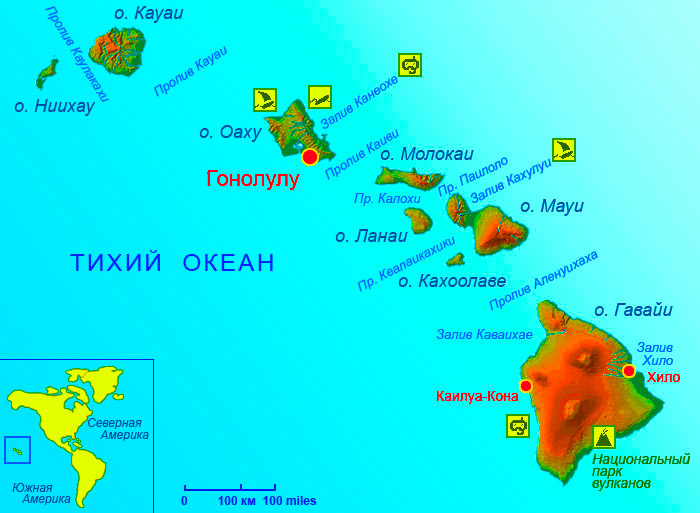 о. Кауаи
Пролив Каулакахи
Пролив Кауаи
о. Ниихау
о. Оаху
Залив Канеохе
Гонолулу
Пролив Каиви
о. Молокаи
Пр. Калохи
Пр. Паилоло
Залив Кахулуи
о. Мауи
о. Ланаи
Пр. Кеалаикахики
о. Кахоолаве
ТИХИЙ ОКЕАН
Пролив Аленуихаха
о. Гавайи
Залив Каваихае
Залив
Хило
Хило
Каилуа-Кона
Национальный
парк
вулканов
Северная
Америка
Южная
Америка
0 100 км 100 miles